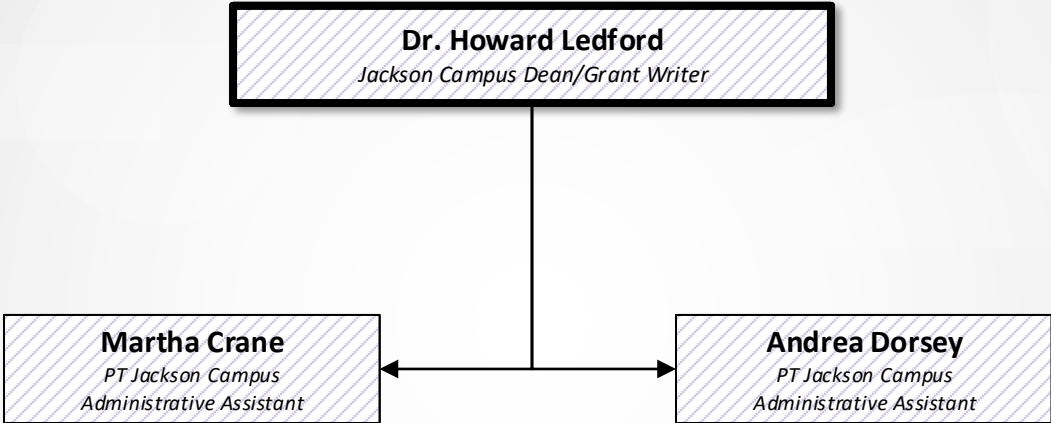 Dr. Howard Ledford
Jackson Campus Dean/Grant Writer
Martha Crane
PT Jackson Campus
Administrative Assistant
Andrea Dorsey
PT Jackson Campus
Administrative Assistant